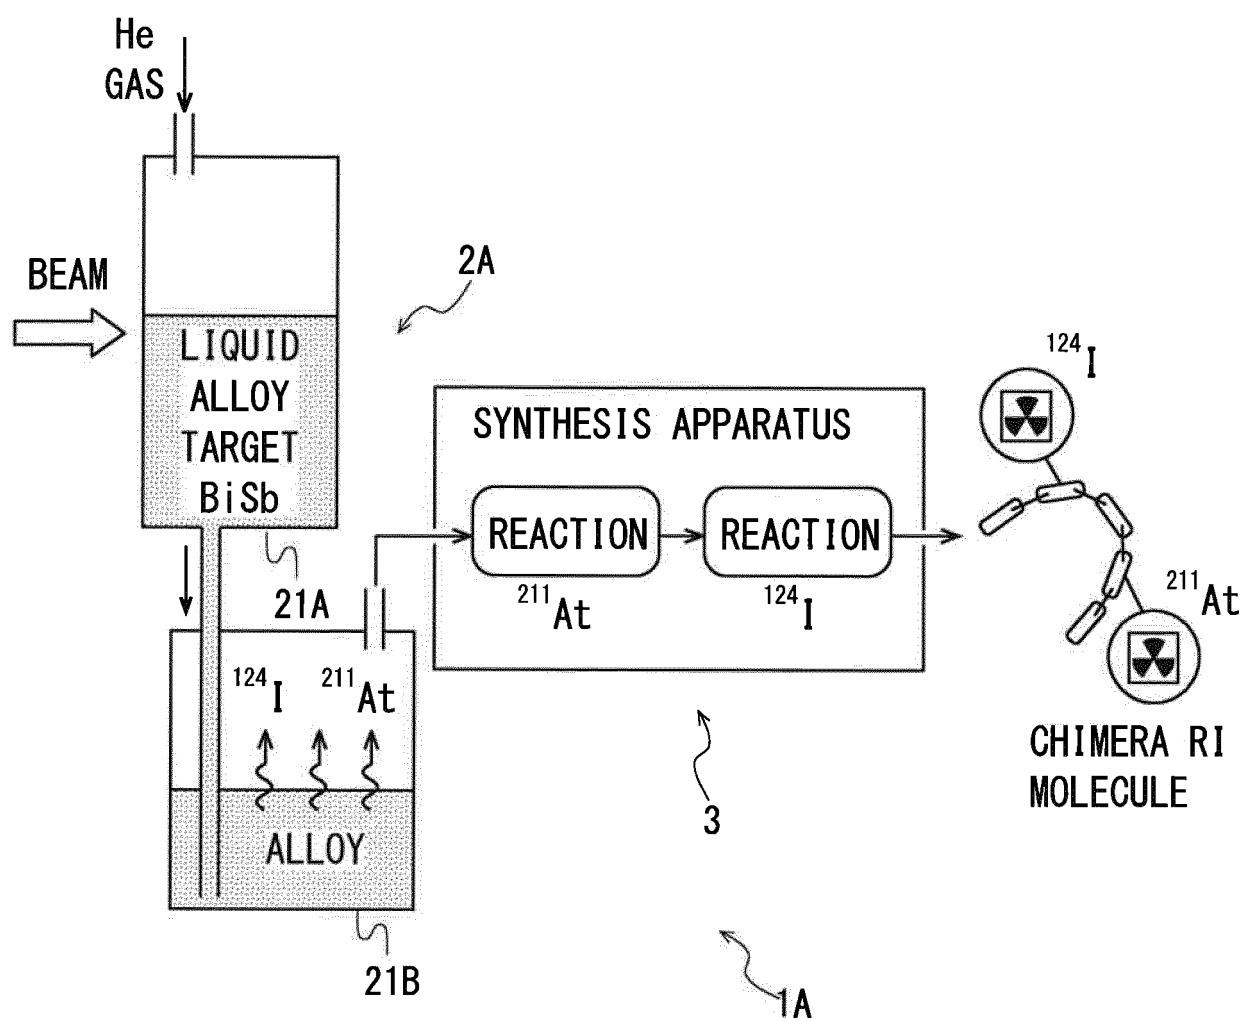 He
GAS
BEAM
2A
LIQUID
ALLOY
TARGET
BiSb
21A
SYNTHESIS APPARATUS
REACTION
REACTION
211At
124I
124I
211At
CHIMERA RI
MOLECULE
124I
211At
ALLOY
21B
3
1A